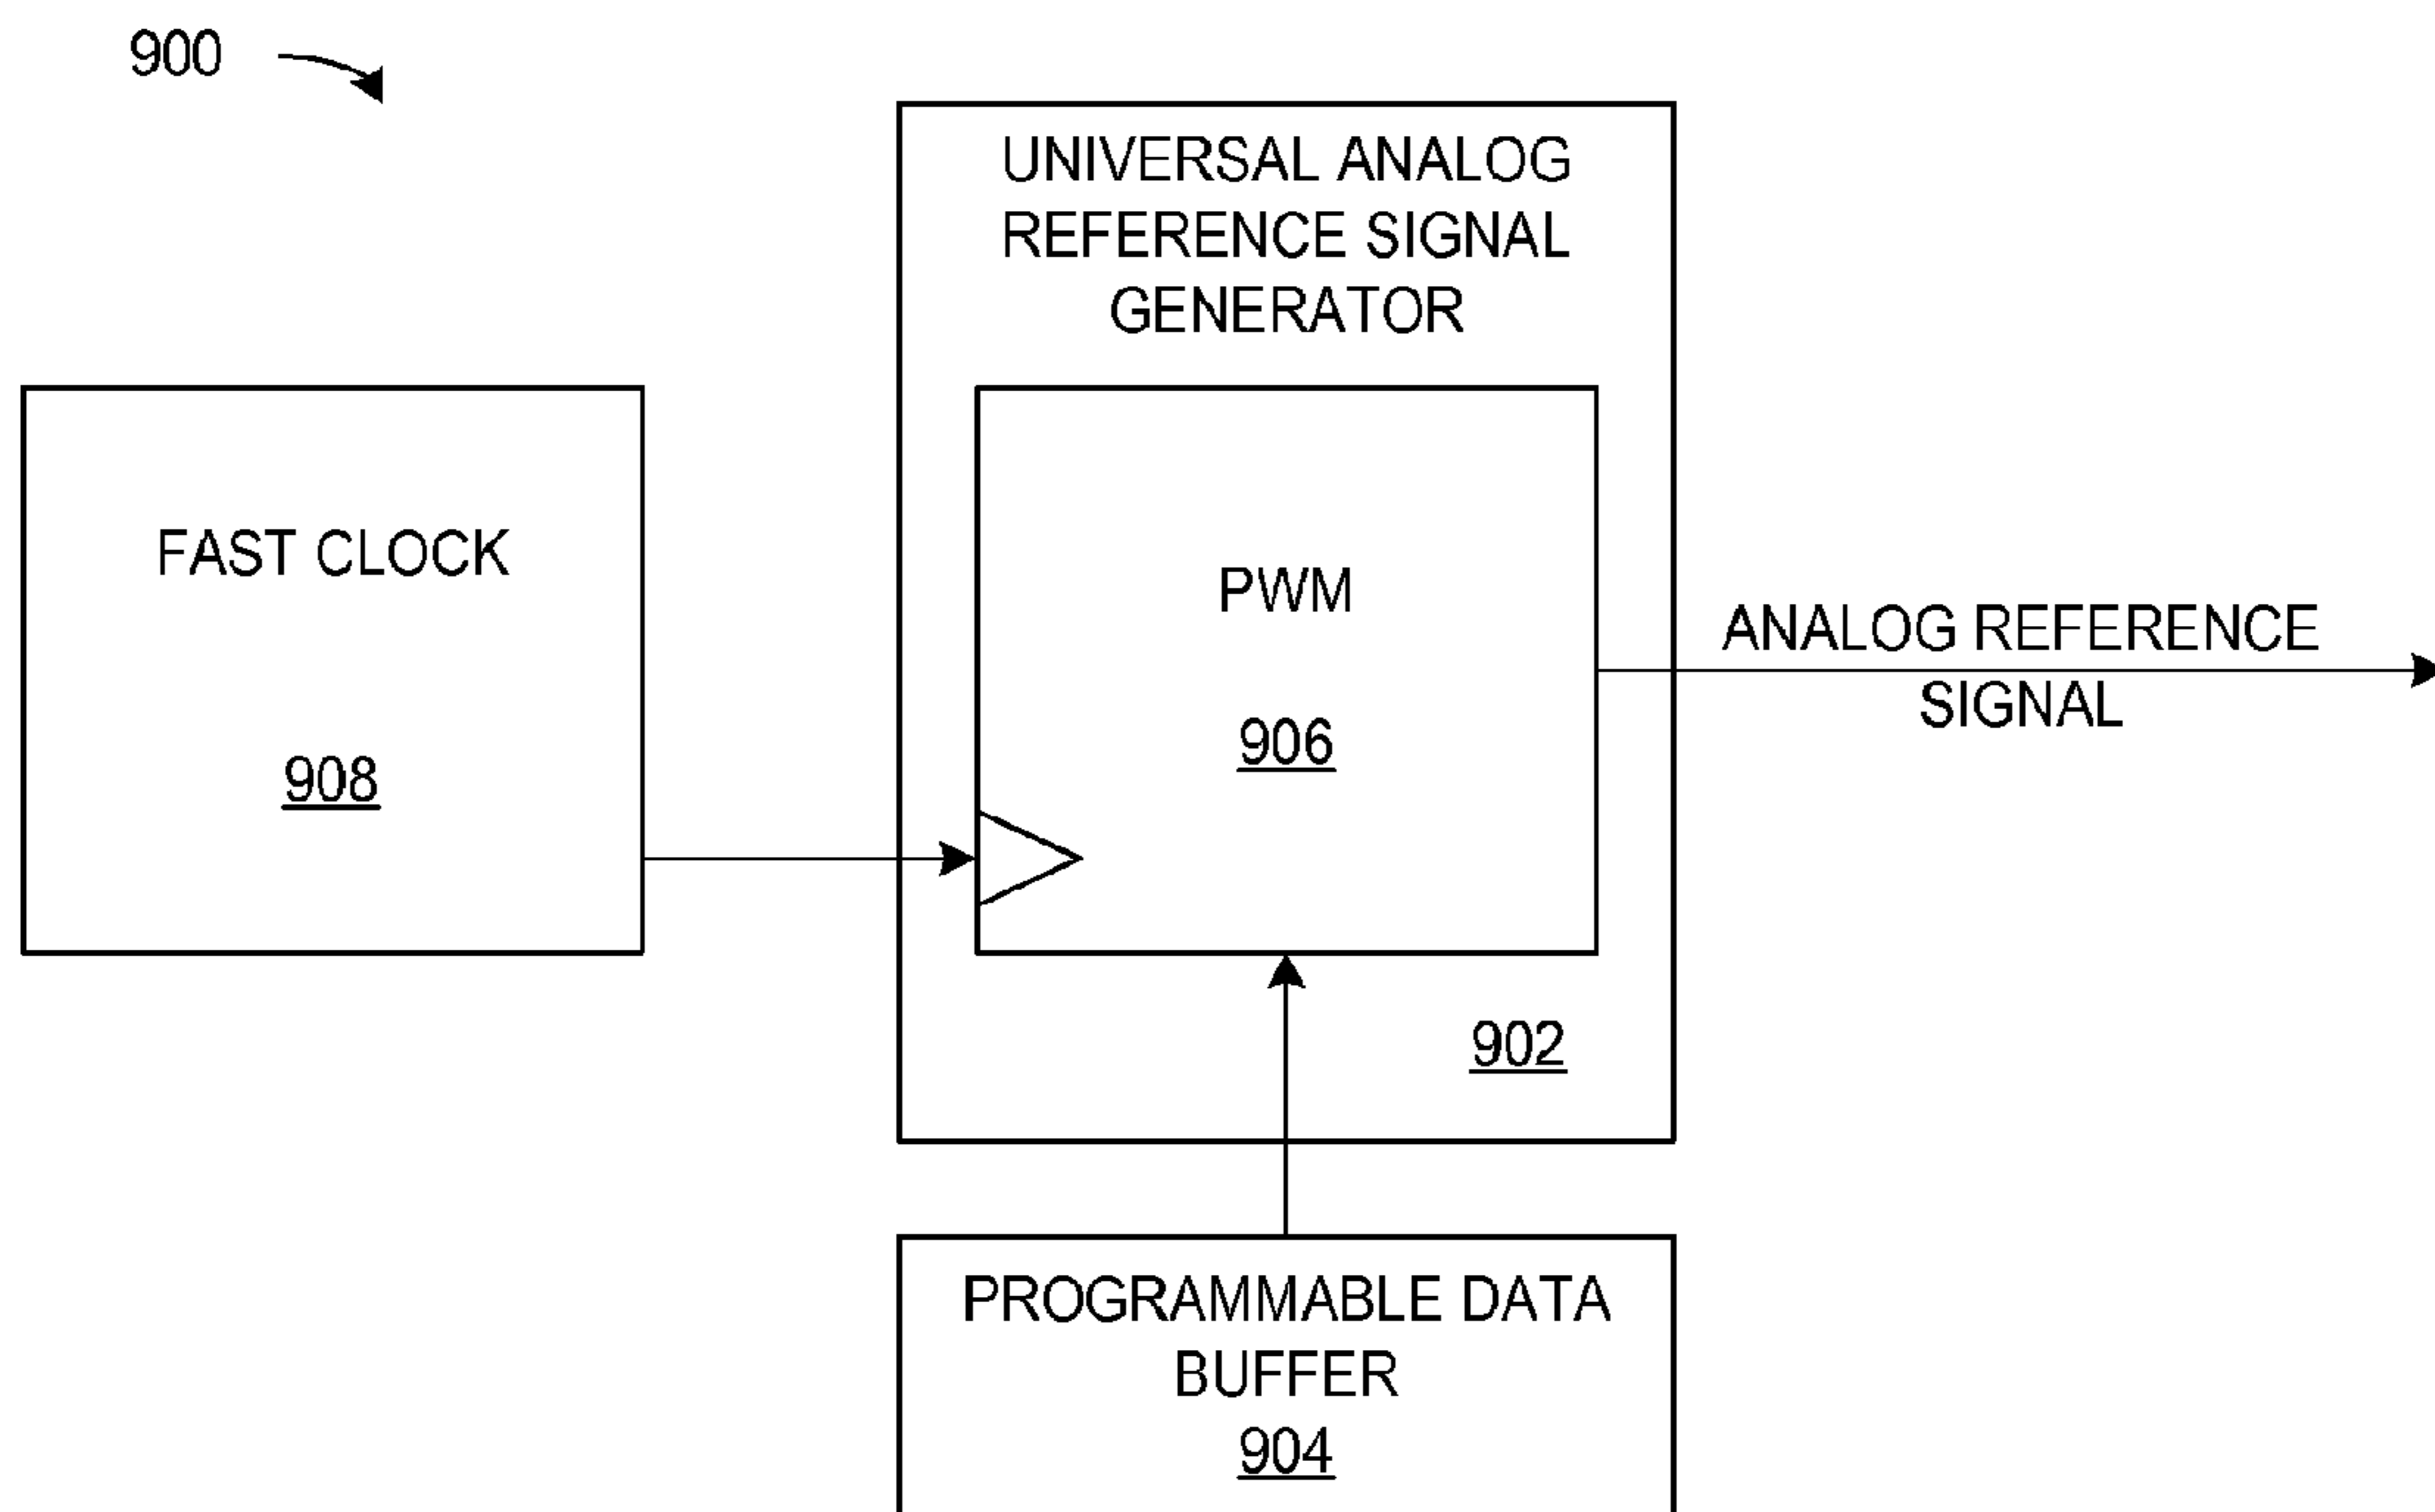 900
UNIVERSAL ANALOG
REFERENCE SIGNAL
GENERATOR
FAST CLOCK
908
PWM
906
ANALOG REFERENCE
SIGNAL
902
PROGRAMMABLE DATA
BUFFER
904